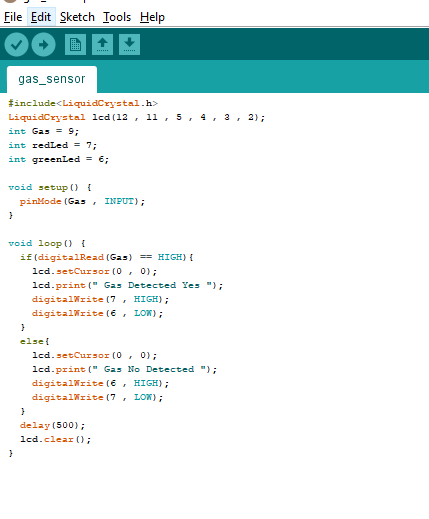 File Edit Sketch Tools Help
gas_sensor
#include<LiquidCrystal.h>
LiquidCrystal lcd(12 , 11 , 5 , 4 , 3 , 2);
int Gas = 9;
int redLed = 7;
int greenLed = 6;
void setup() {
pinMode(Gas , INPUT);
}
void loop() {
if(digitalRead(Gas) == HIGH){
lcd.setCursor(0 , 0);
lcd.print(" Gas Detected Yes ");
digitalWrite(7 , HIGH);
digitalWrite(6 , LOW);
}
else{
lcd.setCursor(0 , 0);
lcd.print(" Gas No Detected ");
digitalWrite(6 , HIGH);
digitalWrite(7 , LOW);
}
delay(500);
lcd.clear();
}